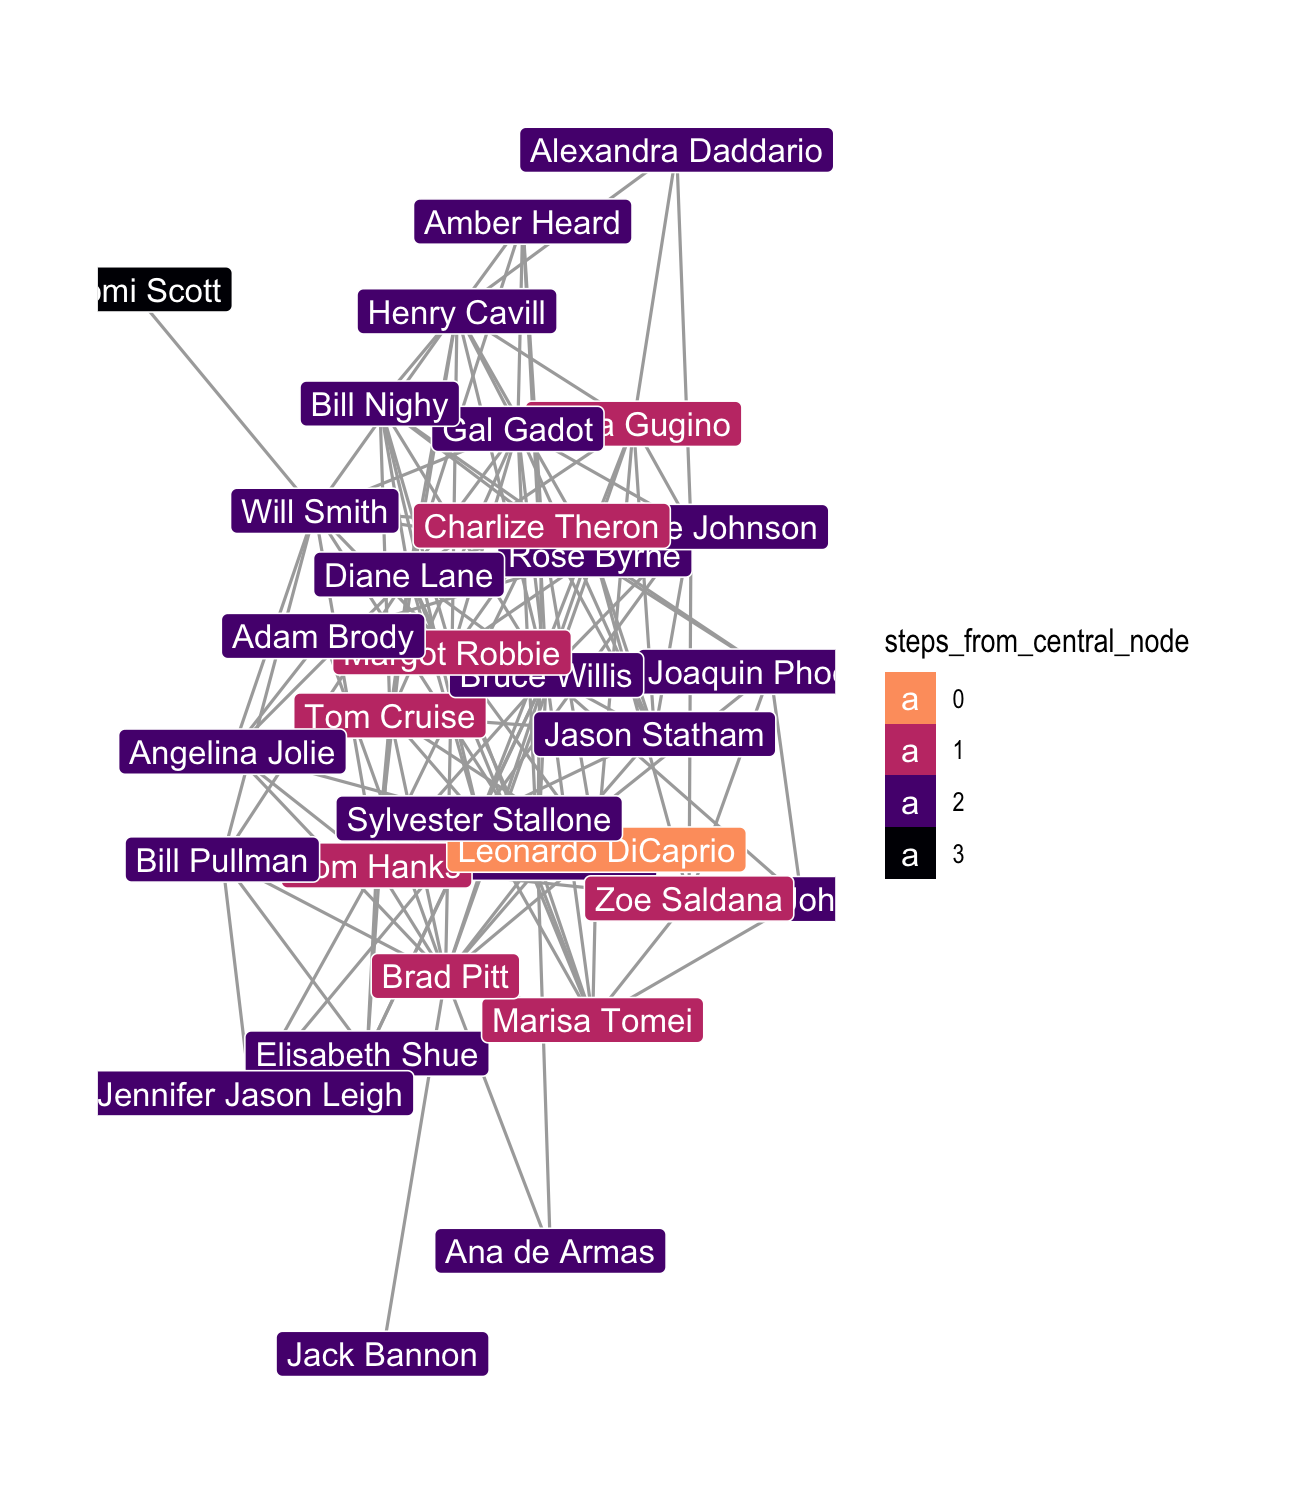 Alexandra Daddario
Amber Heard
omi Scott
Henry Cavill
Bill Nighy
Gal Gadot
a Gugino
Will Smith
Charlize Theron
e Johnson
Rose Byrne
Diane Lane
Adam Brody
Margot Robbie
Bruce Willis
Joaquin Pho
Tom Cruise
Jason Statham
Angelina Jolie
Sylvester Stallone
Leonardo DiCaprio
Bill Pullman
om Hanks
Zoe Saldana
Joh
Brad Pitt
Marisa Tomei
Elisabeth Shue
Jennifer Jason Leigh
Ana de Armas
Jack Bannon
steps_from_central_node
a 0
a 1
a 2
a 3